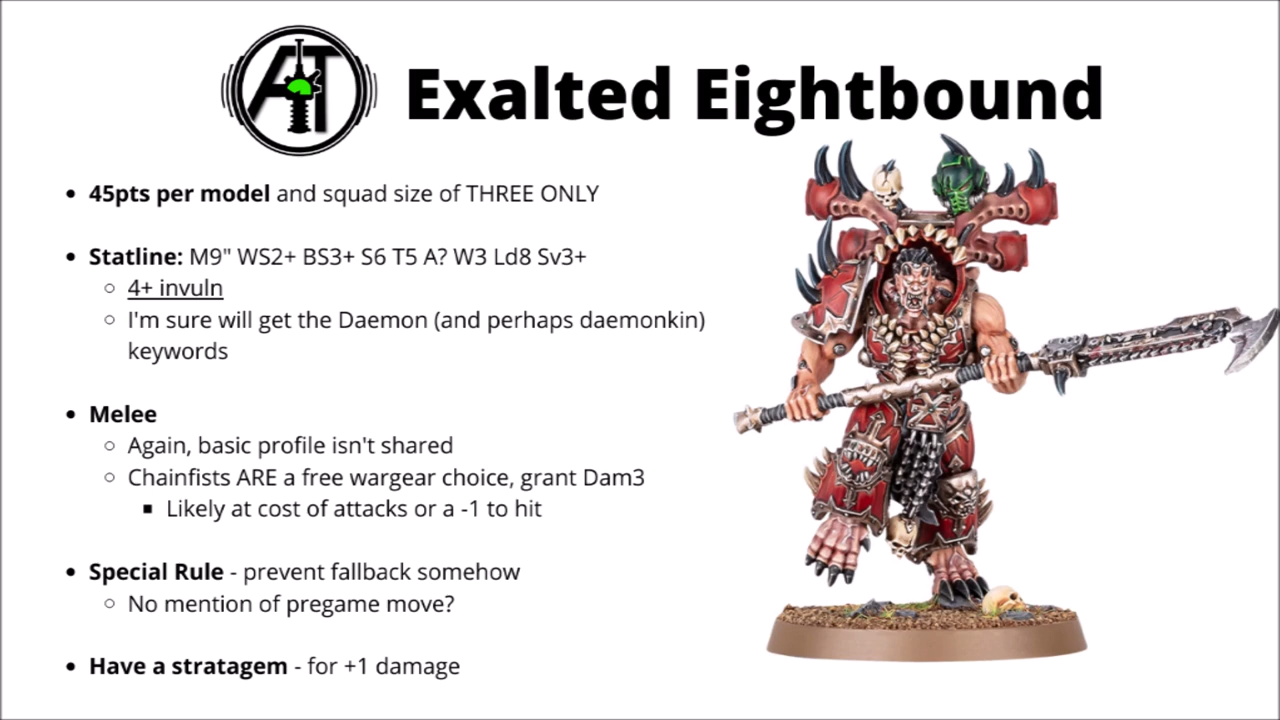 AT
Exalted Eightbound
• 45pts per model and squad size of THREE ONLY
• Statline: M9" WS2+ BS3+ S6 T5 A? W3 Ld8 Sv3+
○ 4+ invuln
○ I'm sure will get the Daemon (and perhaps daemonkin)
keywords
• Melee
○ Again, basic profile isn't shared
○ Chainfists ARE a free wargear choice, grant Dam3
▪ Likely at cost of attacks or a -1 to hit
• Special Rule - prevent fallback somehow
○ No mention of pregame move?
• Have a stratagem - for +1 damage